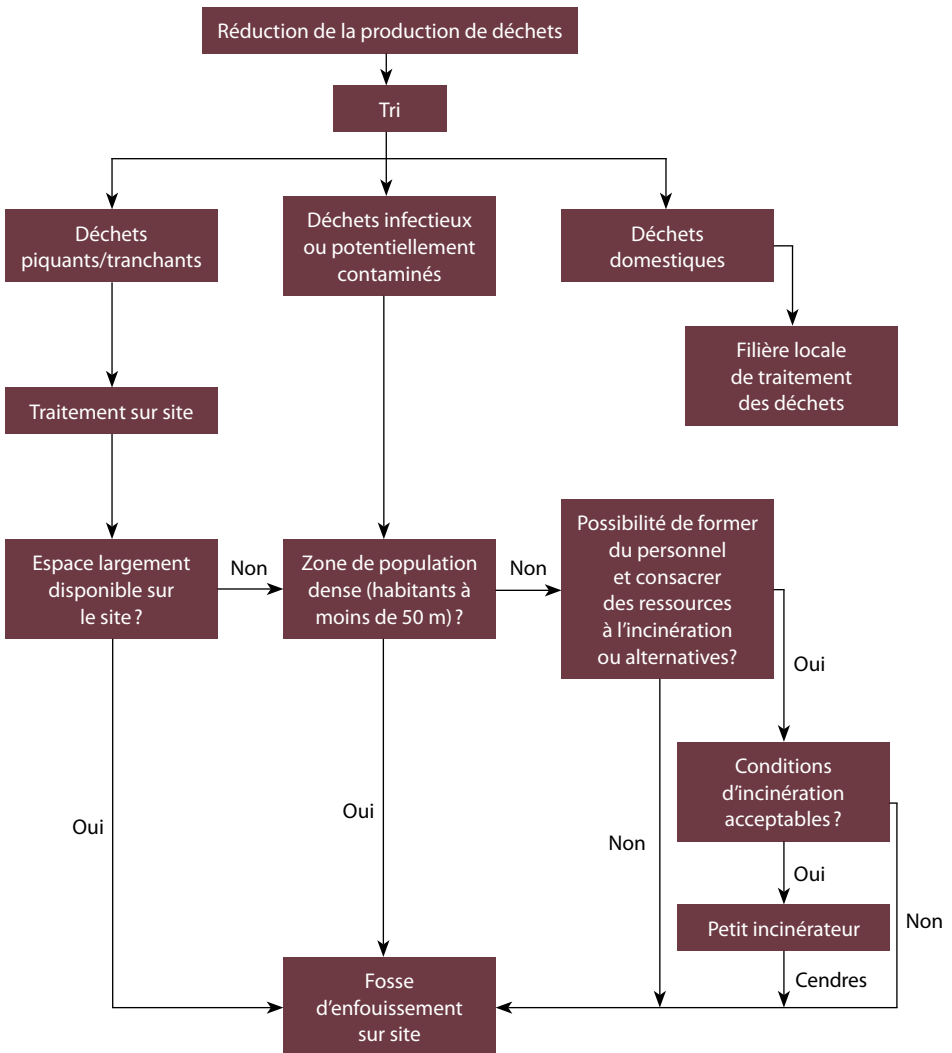 Réduction de la production de déchets
Tri
Déchets
piquants/tranchants
Déchets infectieux
ou potentiellement
contaminés
Déchets
domestiques
Filière locale
de traitement
des déchets
Traitement sur site
Espace largement
disponible sur
le site ?
Non
Zone de population
dense (habitants à
moins de 50 m) ?
Non
Possibilité de former
du personnel
et consacrer
des ressources
à l’incinération
ou alternatives?
Oui
Conditions
d’incinération
acceptables ?
Oui
Oui
Non
Oui
Petit incinérateur
Non
Cendres
Fosse
d’enfouissement
sur site